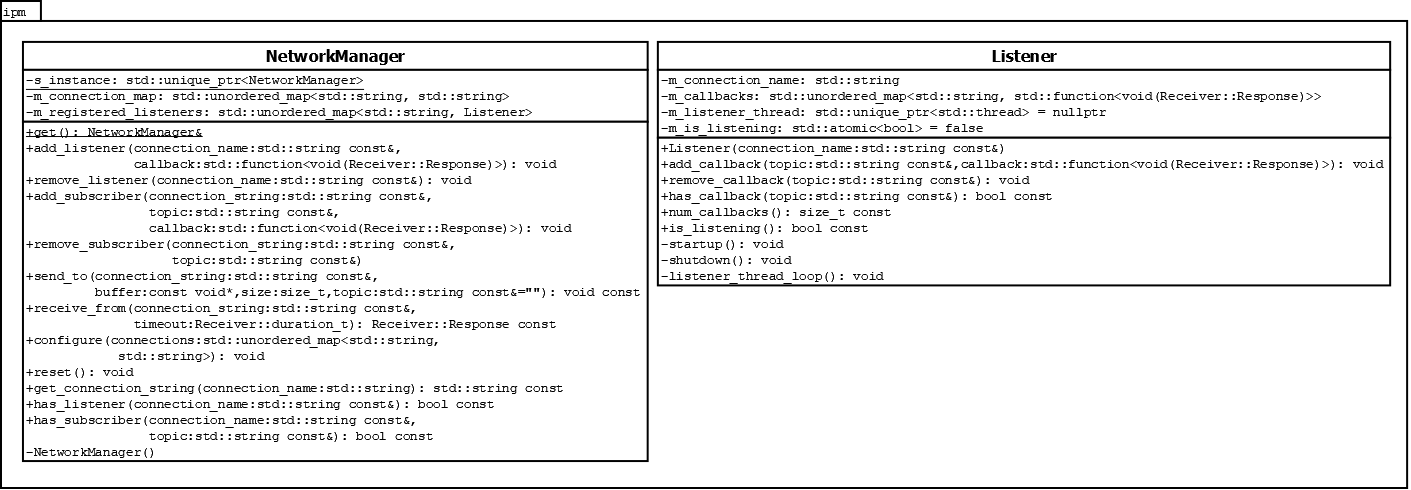 ipm
NetworkManager
-s_instance: std::unique_ptr<NetworkManager>
-m_connection_map: std::unordered_map<std::string, std::string>
-m_registered_listeners: std::unordered_map<std::string, Listener>
+get(): NetworkManager&
+add_listener(connection_name:std::string const&,
callback:std::function<void(Receiver::Response)>): void
+remove_listener(connection_name:std::string const&): void
+add_subscriber(connection_string:std::string const&,
topic:std::string const&,
callback:std::function<void(Receiver::Response)>): void
+remove_subscriber(connection_string:std::string const&,
topic:std::string const&)
+send_to(connection_string:std::string const&,
buffer:const void*,size:size_t,topic:std::string const&=""): void const
+receive_from(connection_string:std::string const&,
timeout:Receiver::duration_t): Receiver::Response const
+configure(connections:std::unordered_map<std::string,
std::string>): void
+reset(): void
+get_connection_string(connection_name:std::string): std::string const
+has_listener(connection_name:std::string const&): bool const
+has_subscriber(connection_name:std::string const&,
topic:std::string const&): bool const
-NetworkManager()
Listener
-m_connection_name: std::string
-m_callbacks: std::unordered_map<std::string, std::function<void(Receiver::Response)>>
-m_listener_thread: std::unique_ptr<std::thread> = nullptr
-m_is_listening: std::atomic<bool> = false
+Listener(connection_name:std::string const&)
+add_callback(topic:std::string const&,callback:std::function<void(Receiver::Response)>): void
+remove_callback(topic:std::string const&): void
+has_callback(topic:std::string const&): bool const
+num_callbacks(): size_t const
+is_listening(): bool const
-startup(): void
-shutdown(): void
-listener_thread_loop(): void